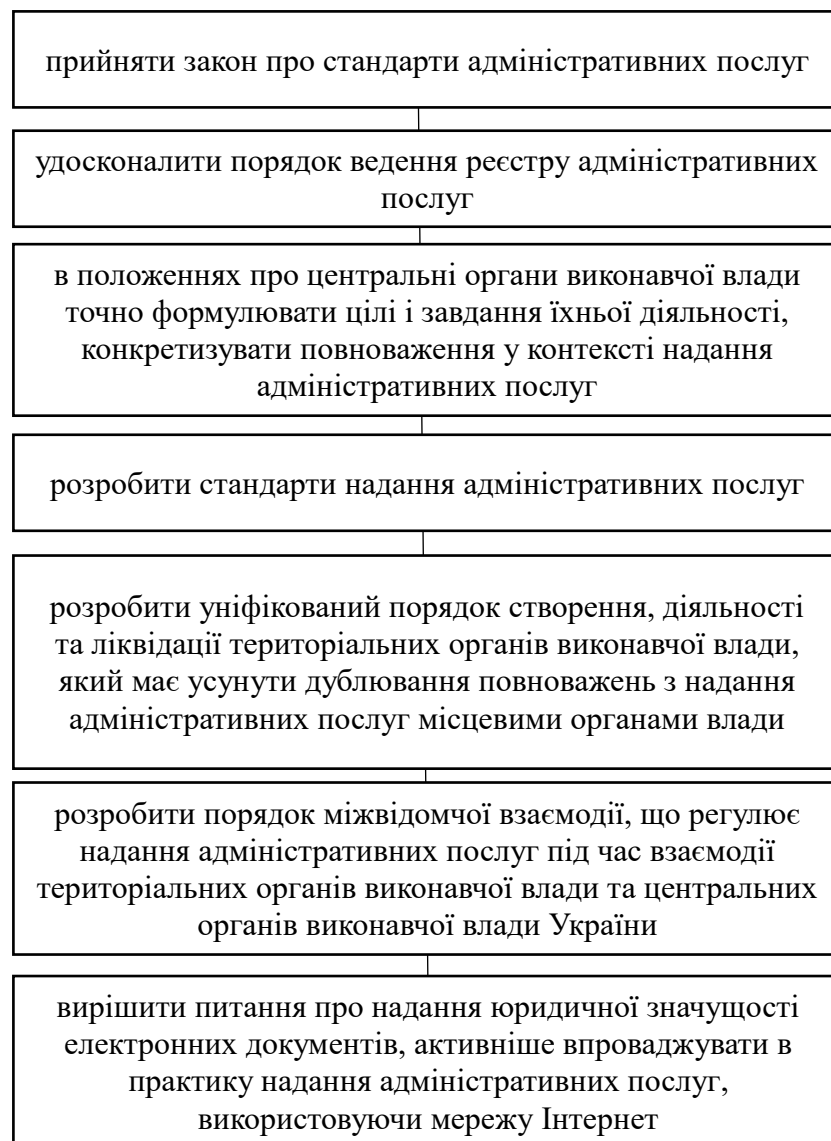 прийняти закон про стандарти адміністративних послуг
удосконалити порядок ведення реєстру адміністративних
послуг
в положеннях про центральні органи виконавчої влади
точно формулювати цілі і завдання їхньої діяльності,
конкретизувати повноваження у контексті надання
адміністративних послуг
розробити стандарти надання адміністративних послуг
розробити уніфікований порядок створення, діяльності
та ліквідації територіальних органів виконавчої влади,
який має усунути дублювання повноважень з надання
адміністративних послуг місцевими органами влади
розробити порядок міжвідомчої взаємодії, що регулює
надання адміністративних послуг під час взаємодії
територіальних органів виконавчої влади та центральних
органів виконавчої влади України
вирішити питання про надання юридичної значущості
електронних документів, активніше впроваджувати в
практику надання адміністративних послуг,
використовуючи мережу Інтернет